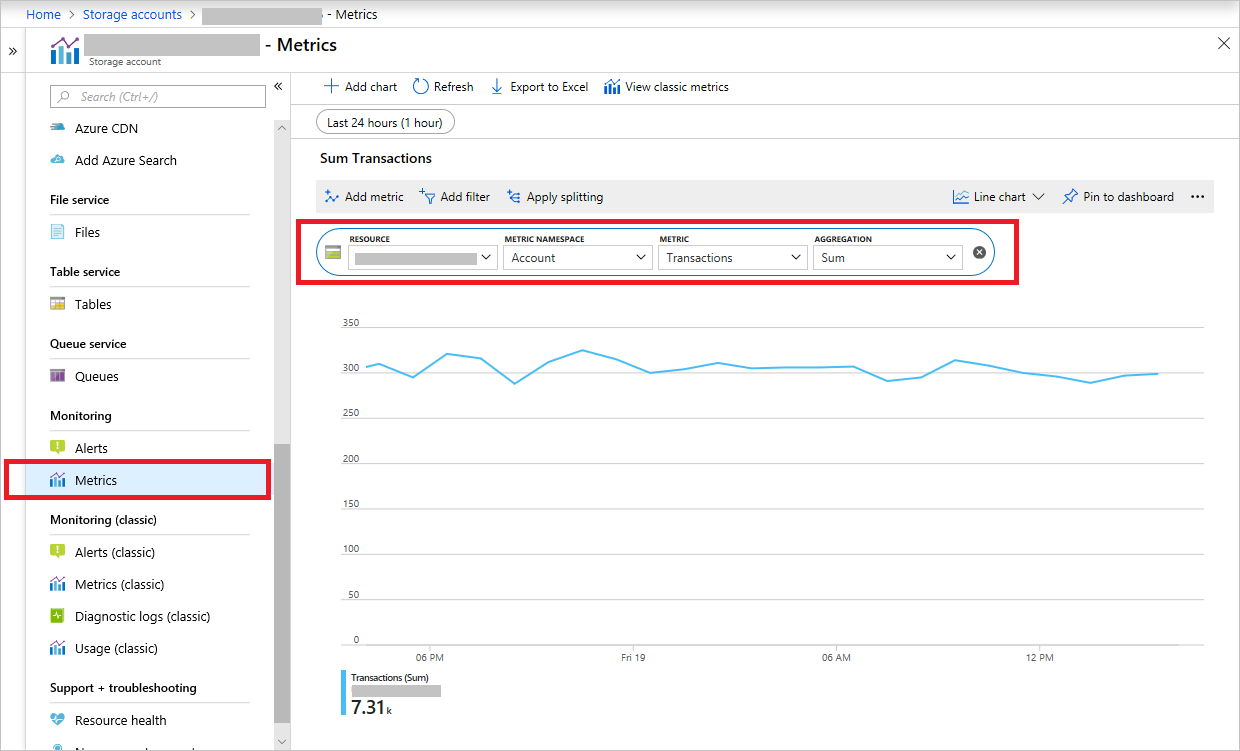 Home > Storage accounts > - Metrics
»
- Metrics
Storage account
Search (Ctrl+/)
«
Azure CDN
Add Azure Search
File service
Files
Table service
Tables
Queue service
Queues
Monitoring
Alerts
Metrics
Monitoring (classic)
Alerts (classic)
Metrics (classic)
Diagnostic logs (classic)
Usage (classic)
Support + troubleshooting
Resource health
Add chart Refresh Export to Excel View classic metrics
Last 24 hours (1 hour)
Sum Transactions
Add metric Add filter Apply splitting Line chart Pin to dashboard ...
RESOURCE METRIC NAMESPACE METRIC AGGREGATION
Account Transactions Sum
350
300
250
200
150
100
50
0
06 PM Fri 19 06 AM 12 PM
Transactions (Sum)
7.31 k